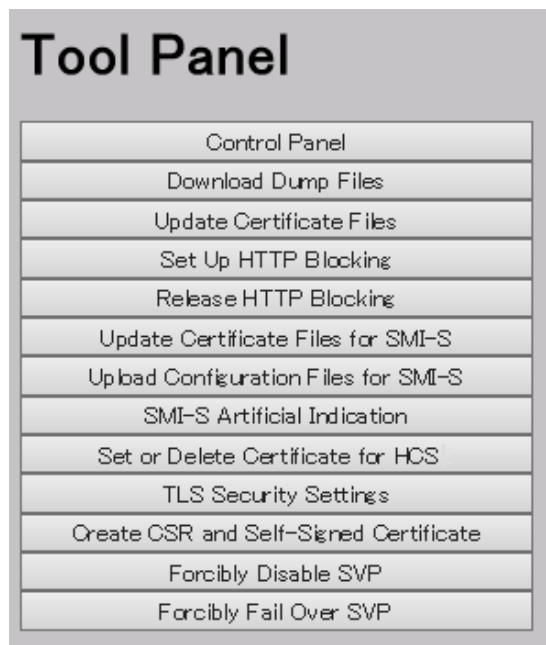 Tool Panel
Control Panel
Download Dump Files
Update Certificate Files
Set Up HTTP Blocking
Release HTTP Blocking
Update Certificate Files for SMI-S
Upload Configuration Files for SMI-S
SMI-S Artificial Indication
Set or Delete Certificate for HCS
TLS Security Settings
Create CSR and Self-Signed Certificate
Forcibly Disable SVP
Forcibly Fail Over SVP